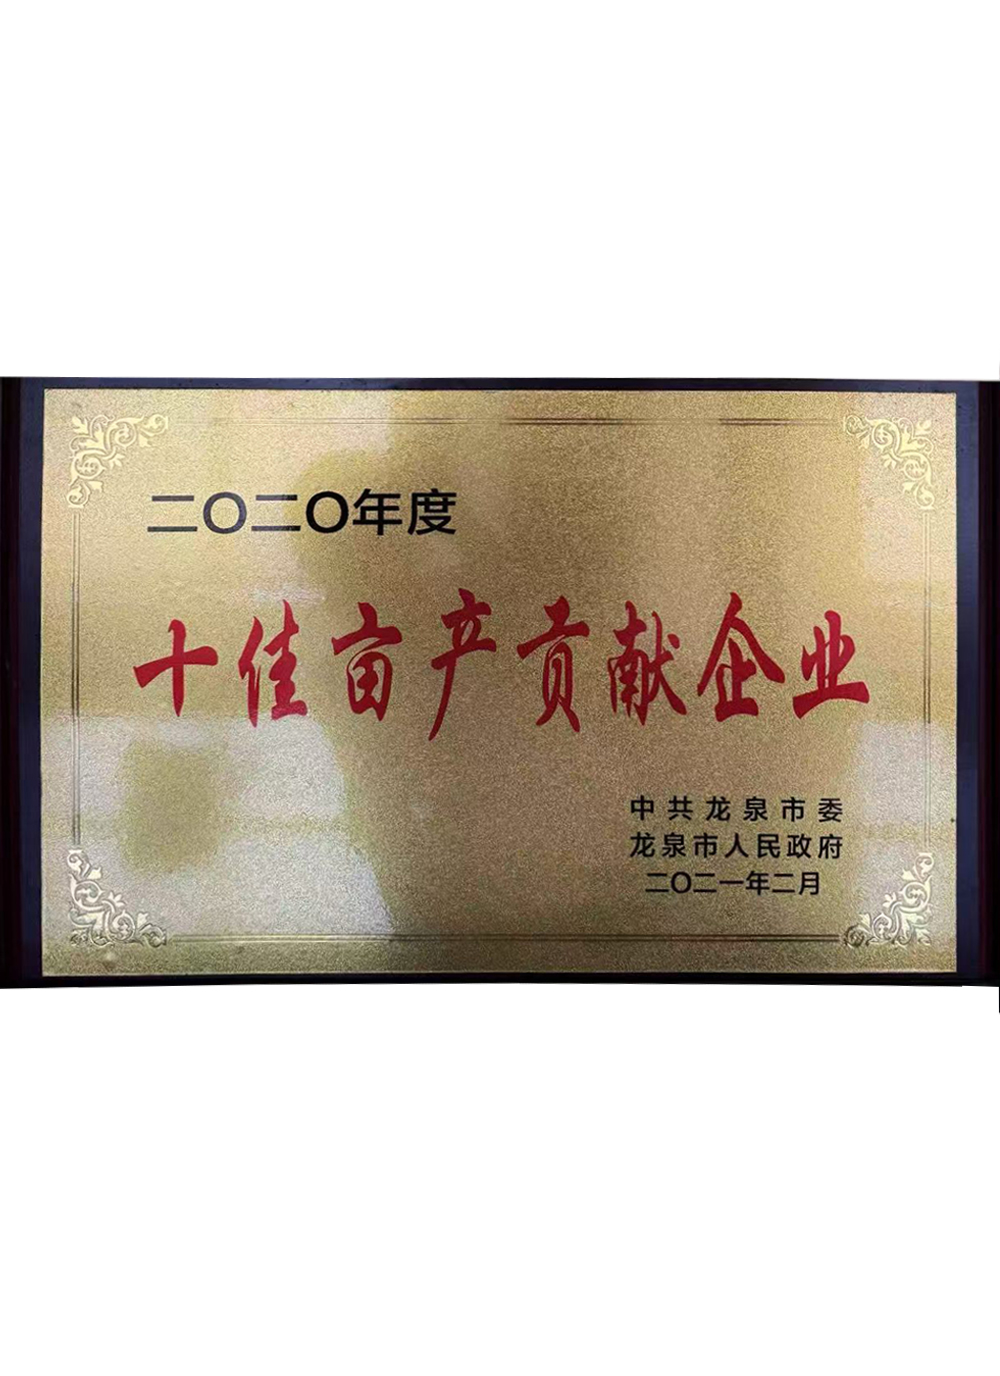 二〇二〇年度
十佳亩产贡献企业
中共龙泉市委
龙泉市人民政府
二〇二一年二月